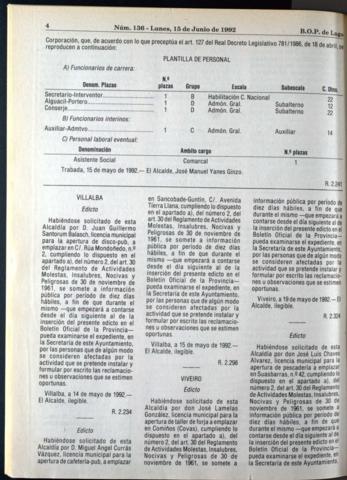 4
Núm. 136 - Lunes, 15 de Junio de 1992
B.O.P. de Lugo
Corporación, que, de acuerdo con lo que preceptúa el art. 127 del Real Decreto Legislativo 781/1986, de 18 de abril, se
reproducen a continuación:
PLANTILLA DE PERSONAL
A) Funcionarios de carrera:
Denom. Plazas N.º plazas Grupo Escala Subescala C. Dtno.
Secretario-Interventor 1 B Habilitación C. Nacional 22
Alguacil-Portero 1 D Admón. Gral. Subalterno 12
Conserje 1 D Admón. Gral. Subalterno 22
B) Funcionarios interinos:
Auxiliar-Admtvo 1 C Admón. Gral. Auxiliar 14
C) Personal laboral eventual:
Denominación Ambito cargo N.º plazas
Asistente Social Comarcal 1
Trabada, 15 de mayo de 1992.— El Alcalde, José Manuel Yanes Ginzo.
R. 2.241
VILLALBA
Edicto
Habiéndose solicitado de esta
Alcaldía por D. Juan Guillermo
Santorum Balasch, licencia municipal
para la apertura de disco-pub, a
emplazar en C/. Rúa Mondoñedo, n.º
2, cumpliendo lo dispuesto en el
apartado a), del número 2, del art. 30
del Reglamento de Actividades
Molestas, Insalubres, Nocivas y
Peligrosas de 30 de noviembre de
1961, se somete a información
pública por período de diez días
hábiles, a fin de que durante el
mismo —que empezará a contarse
desde el día siguiente al de la
inserción del presente edicto en el
Boletín Oficial de la Provincia—
pueda examinarse el expediente, en
la Secretaría de este Ayuntamiento,
por las personas que de algún modo
se consideren afectadas por la
actividad que se pretende instalar y
formular por escrito las reclamacio-
nes u observaciones que se estimen
oportunas.
Villalba, a 14 de mayo de 1992.—
El Alcalde, ilegible.
R. 2.234
Edicto
Habiéndose solicitado de esta
Alcaldía por D. Miguel Angel Currás
Vázquez, licencia municipal para la
apertura de cafetería-pub, a emplazar
en Sancobade-Guntín, C/. Avenida
Tierra Llana, cumpliendo lo dispuesto
en el apartado a), del número 2, del
art. 30 del Reglamento de Actividades
Molestas, Insalubres, Nocivas y
Peligrosas de 30 de noviembre de
1961, se somete a información
pública por período de diez días
hábiles, a fin de que durante el
mismo —que empezará a contarse
desde el día siguiente al de la
inserción del presente edicto en el
Boletín Oficial de la Provincia—
pueda examinarse el expediente, en
la Secretaría de este Ayuntamiento,
por las personas que de algún modo
se consideren afectadas por la
actividad que se pretende instalar y
formular por escrito las reclamacio-
nes u observaciones que se estimen
oportunas.
Villalba, a 15 de mayo de 1992.—
El Alcalde, ilegible.
R. 2.296
VIVEIRO
Edicto
Habiéndose solicitado de esta
Alcaldía por don José Lamelas
González, licencia municipal para la
apertura de taller de forja a emplazar
en Comiñas (Covas), cumpliendo lo
dispuesto en el apartado a), del
número 2, del art. 30 del Reglamento
de Actividades Molestas, Insalubres,
Nocivas y Peligrosas de 30 de
noviembre de 1961, se somete a
información pública por período de
diez días hábiles, a fin de que
durante el mismo —que empezará a
contarse desde el día siguiente al de
la inserción del presente edicto en el
Boletín Oficial de la Provincia—
pueda examinarse el expediente, en
la Secretaría de este Ayuntamiento,
por las personas que de algún modo
se consideren afectadas por la
actividad que se pretende instalar y
formular por escrito las reclamacio-
nes u observaciones que se estimen
oportunas.
Viveiro, a 19 de mayo de 1992.— El
Alcalde, ilegible.
R. 2.324
Edicto
Habiéndose solicitado de esta
Alcaldía por don José Luis Chaves
Alvarez, licencia municipal para la
apertura de pescadería a emplazar
en Suasbarras, n.º 42, cumpliendo lo
dispuesto en el apartado a), del
número 2, del art. 30 del Reglamento
de Actividades Molestas, Insalubres,
Nocivas y Peligrosas de 30 de
noviembre de 1961, se somete a
información pública por período de
diez días hábiles, a fin de que
durante el mismo —que empezará a
contarse desde el día siguiente al de
la inserción del presente edicto en el
Boletín Oficial de la Provincia—
pueda examinarse el expediente, en
la Secretaría de este Ayuntamiento,